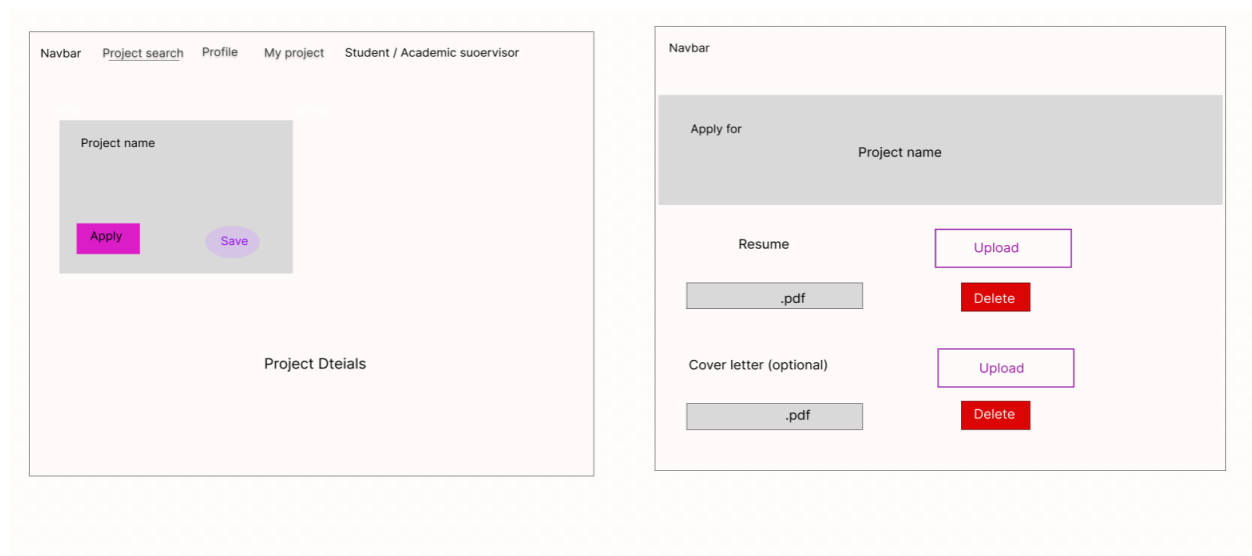 Navbar Project search Profile My project Student / Academic suoervisor
Project name
Apply Save
Project Dteials
Navbar
Apply for
Project name
Resume Upload
.pdf Delete
Cover letter (optional) Upload
.pdf Delete